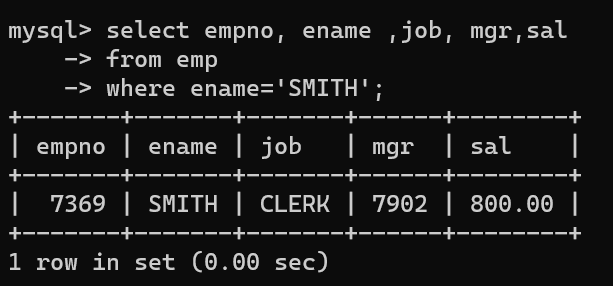 mysql> select empno, ename ,job, mgr,sal
    -> from emp
    -> where ename='SMITH';
+-------+-------+-------+------+--------+
| empno | ename | job   | mgr  | sal    |
+-------+-------+-------+------+--------+
|  7369 | SMITH | CLERK | 7902 | 800.00 |
+-------+-------+-------+------+--------+
1 row in set (0.00 sec)